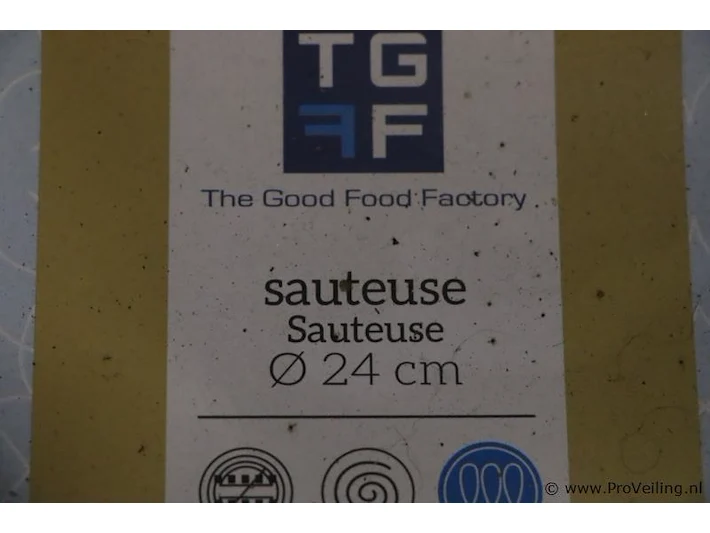 TG
FF
The Good Food Factory
sauteuse
Sauteuse
Ø 24 cm
© www.ProVeiling.nl